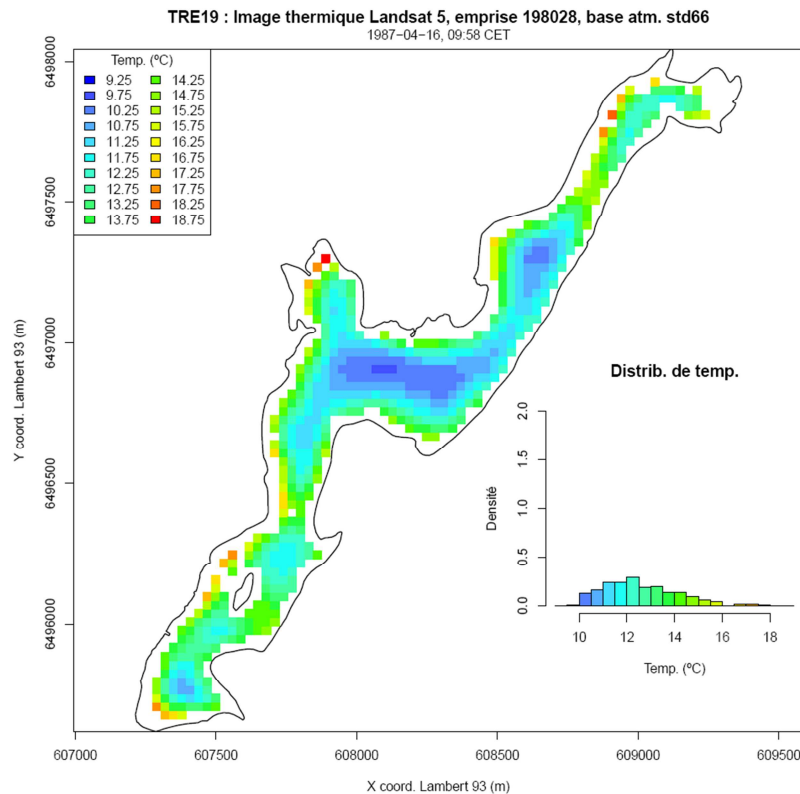 TRE19 : Image thermique Landsat 5, emprise 198028, base atm. std66
1987−04−16, 09:58 CET
Temp. (ºC)
9.25 14.25
9.75 14.75
10.25 15.25
10.75 15.75
11.25 16.25
11.75 16.75
12.25 17.25
12.75 17.75
13.25 18.25
13.75 18.75
Y coord. Lambert 93 (m)
6498000
6497500
6497000
6496500
6496000
607000 607500 608000 608500 609000 609500
X coord. Lambert 93 (m)
Distrib. de temp.
Densité
2.0
1.5
1.0
0.5
0.0
10 12 14 16 18
Temp. (ºC)